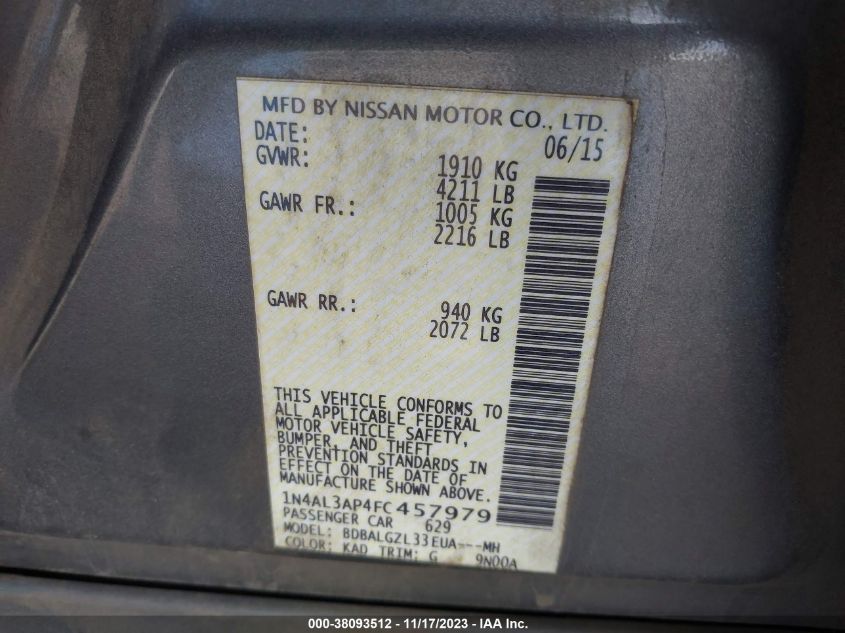 MFD BY NISSAN MOTOR CO., LTD.
DATE: 06/15
GVWR: 1910 KG
4211 LB
GAWR FR.: 1005 KG
2216 LB
GAWR RR.: 940 KG
2072 LB
THIS VEHICLE CONFORMS TO
ALL APPLICABLE FEDERAL
MOTOR VEHICLE SAFETY,
BUMPER, AND THEFT
PREVENTION STANDARDS IN
EFFECT ON THE DATE OF
MANUFACTURE SHOWN ABOVE.
1N4AL3AP4FC457979
PASSENGER CAR 629
MODEL: BDBALGZL33EUA---MH
COLOR: KAD TRIM: G 9N00A
000-38093512 - 11/17/2023 - IAA Inc.